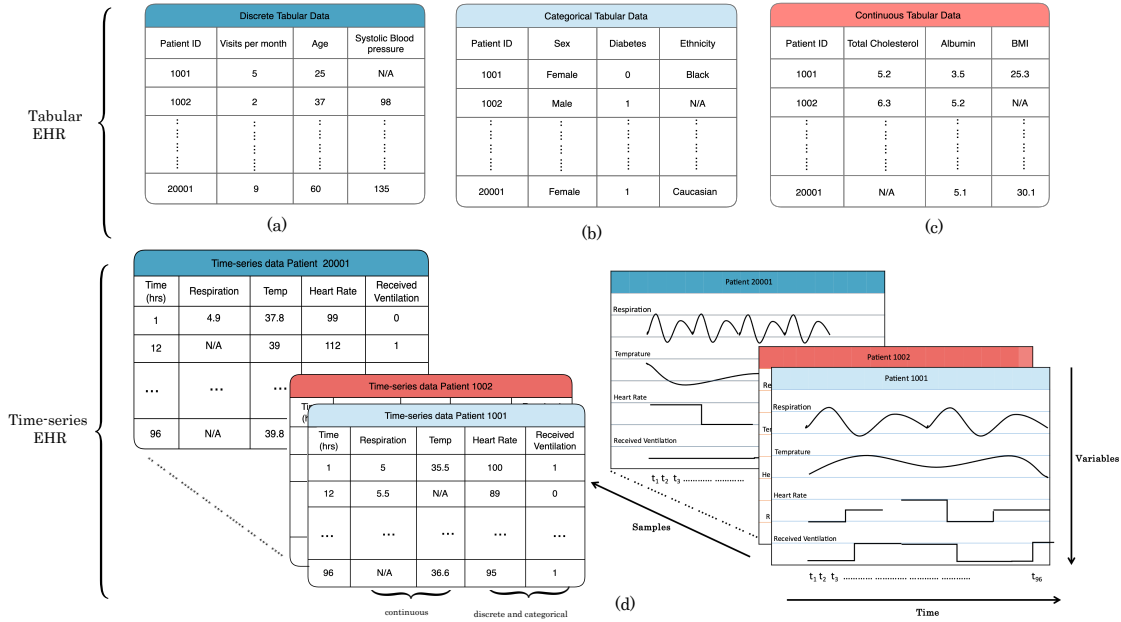 Discrete Tabular Data
Patient ID Visits per month Age Systolic Blood pressure
1001 5 25 N/A
1002 2 37 98
20001 9 60 135
(a)
Categorical Tabular Data
Patient ID Sex Diabetes Ethnicity
1001 Female 0 Black
1002 Male 1 N/A
20001 Female 1 Caucasian
(b)
Continuous Tabular Data
Patient ID Total Cholesterol Albumin BMI
1001 5.2 3.5 25.3
1002 6.3 5.2 N/A
20001 N/A 5.1 30.1
(c)
Tabular
EHR
Time-series
EHR
Time-series data Patient 20001
Time (hrs) Respiration Temp Heart Rate Received Ventilation
1 4.9 37.8 99 0
12 N/A 39 112 1
... ... ...
96 N/A 39.8
Time-series data Patient 1002
Time-series data Patient 1001
Time (hrs) Respiration Temp Heart Rate Received Ventilation
1 5 35.5 100 1
12 5.5 N/A 89 0
... ... ... ... ...
96 N/A 36.6 95 1
continuous
discrete and categorical
Patient 20001
Respiration
Temprature
Heart Rate
Received Ventilation
t1 t2 t3 ............ ............
Patient 1002
Re
Ter
He
R
Patient 1001
Respiration
Temprature
Heart Rate
Received Ventilation
t1 t2 t3 ............ ............ ............ ............ t96
Samples
Variables
Time
(d)